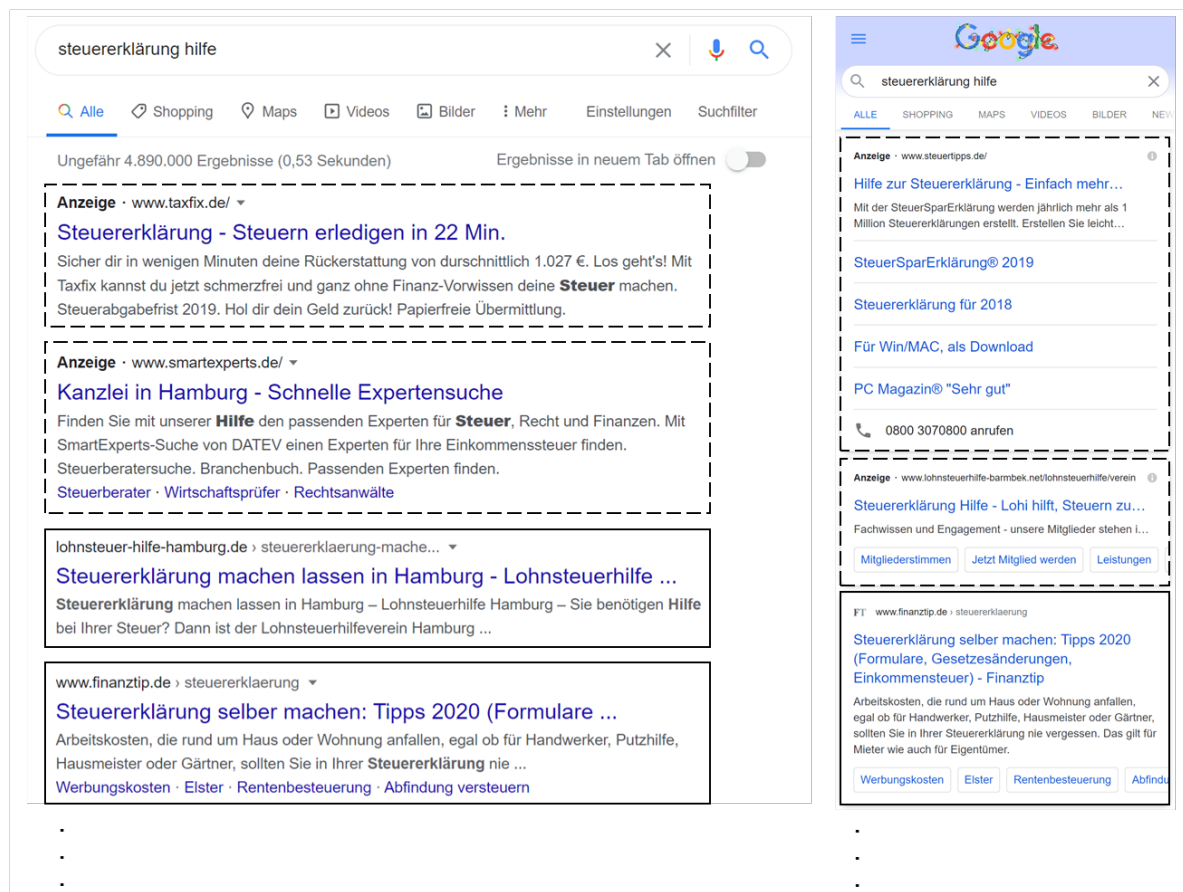 steuererklärung hilfe
Alle Shopping Maps Videos Bilder Mehr Einstellungen Suchfilter
Ungefähr 4.890.000 Ergebnisse (0,53 Sekunden) Ergebnisse in neuem Tab öffnen
Anzeige · www.taxfix.de/
Steuererklärung - Steuern erledigen in 22 Min.
Sicher dir in wenigen Minuten deine Rückerstattung von durschnittlich 1.027 €. Los geht's! Mit
Taxfix kannst du jetzt schmerzfrei und ganz ohne Finanz-Vorwissen deine Steuer machen.
Steuerabgabefrist 2019. Hol dir dein Geld zurück! Papierfreie Übermittlung.
Anzeige · www.smartexperts.de/
Kanzlei in Hamburg - Schnelle Expertensuche
Finden Sie mit unserer Hilfe den passenden Experten für Steuer, Recht und Finanzen. Mit
SmartExperts-Suche von DATEV einen Experten für Ihre Einkommenssteuer finden.
Steuerberatersuche. Branchenbuch. Passenden Experten finden.
Steuerberater · Wirtschaftsprüfer · Rechtsanwälte
lohnsteuer-hilfe-hamburg.de › steuererklaerung-mache...
Steuererklärung machen lassen in Hamburg - Lohnsteuerhilfe ...
Steuererklärung machen lassen in Hamburg – Lohnsteuerhilfe Hamburg – Sie benötigen Hilfe
bei Ihrer Steuer? Dann ist der Lohnsteuerhilfeverein Hamburg ...
www.finanztip.de › steuererklaerung
Steuererklärung selber machen: Tipps 2020 (Formulare ...
Arbeitskosten, die rund um Haus oder Wohnung anfallen, egal ob für Handwerker, Putzhilfe,
Hausmeister oder Gärtner, sollten Sie in Ihrer Steuererklärung nie ...
Werbungskosten · Elster · Rentenbesteuerung · Abfindung versteuern
Google
steuererklärung hilfe
ALLE SHOPPING MAPS VIDEOS BILDER NEW
Anzeige · www.steuertipps.de/
Hilfe zur Steuererklärung - Einfach mehr…
Mit der SteuerSparErklärung werden jährlich mehr als 1
Million Steuererklärungen erstellt. Erstellen Sie leicht…
SteuerSparErklärung® 2019
Steuererklärung für 2018
Für Win/MAC, als Download
PC Magazin® "Sehr gut"
0800 3070800 anrufen
Anzeige · www.lohnsteuerhilfe-barmbek.net/lohnsteuerhilfe/verein
Steuererklärung Hilfe - Lohi hilft, Steuern zu…
Fachwissen und Engagement - unsere Mitglieder stehen i…
Mitgliederstimmen Jetzt Mitglied werden Leistungen
FT www.finanztip.de › steuererklaerung
Steuererklärung selber machen: Tipps 2020
(Formulare, Gesetzesänderungen,
Einkommensteuer) - Finanztip
Arbeitskosten, die rund um Haus oder Wohnung anfallen,
egal ob für Handwerker, Putzhilfe, Hausmeister oder Gärtner,
sollten Sie in Ihrer Steuererklärung nie vergessen. Das gilt für
Mieter wie auch für Eigentümer.
Werbungskosten Elster Rentenbesteuerung Abfindu